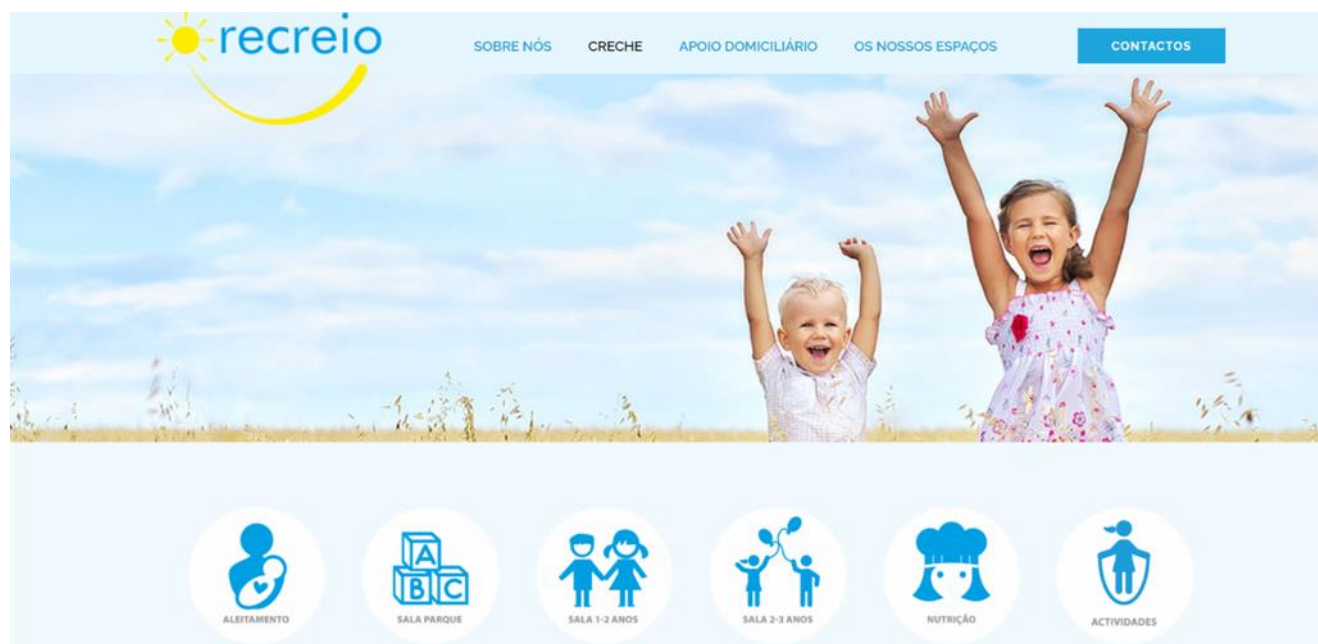 recreio
SOBRE NÓS CRECHE APOIO DOMICILIÁRIO OS NOSSOS ESPAÇOS CONTACTOS
A
B C
ALEITAMENTO SALA PARQUE SALA 1-2 ANOS SALA 2-3 ANOS NUTRIÇÃO ACTIVIDADES